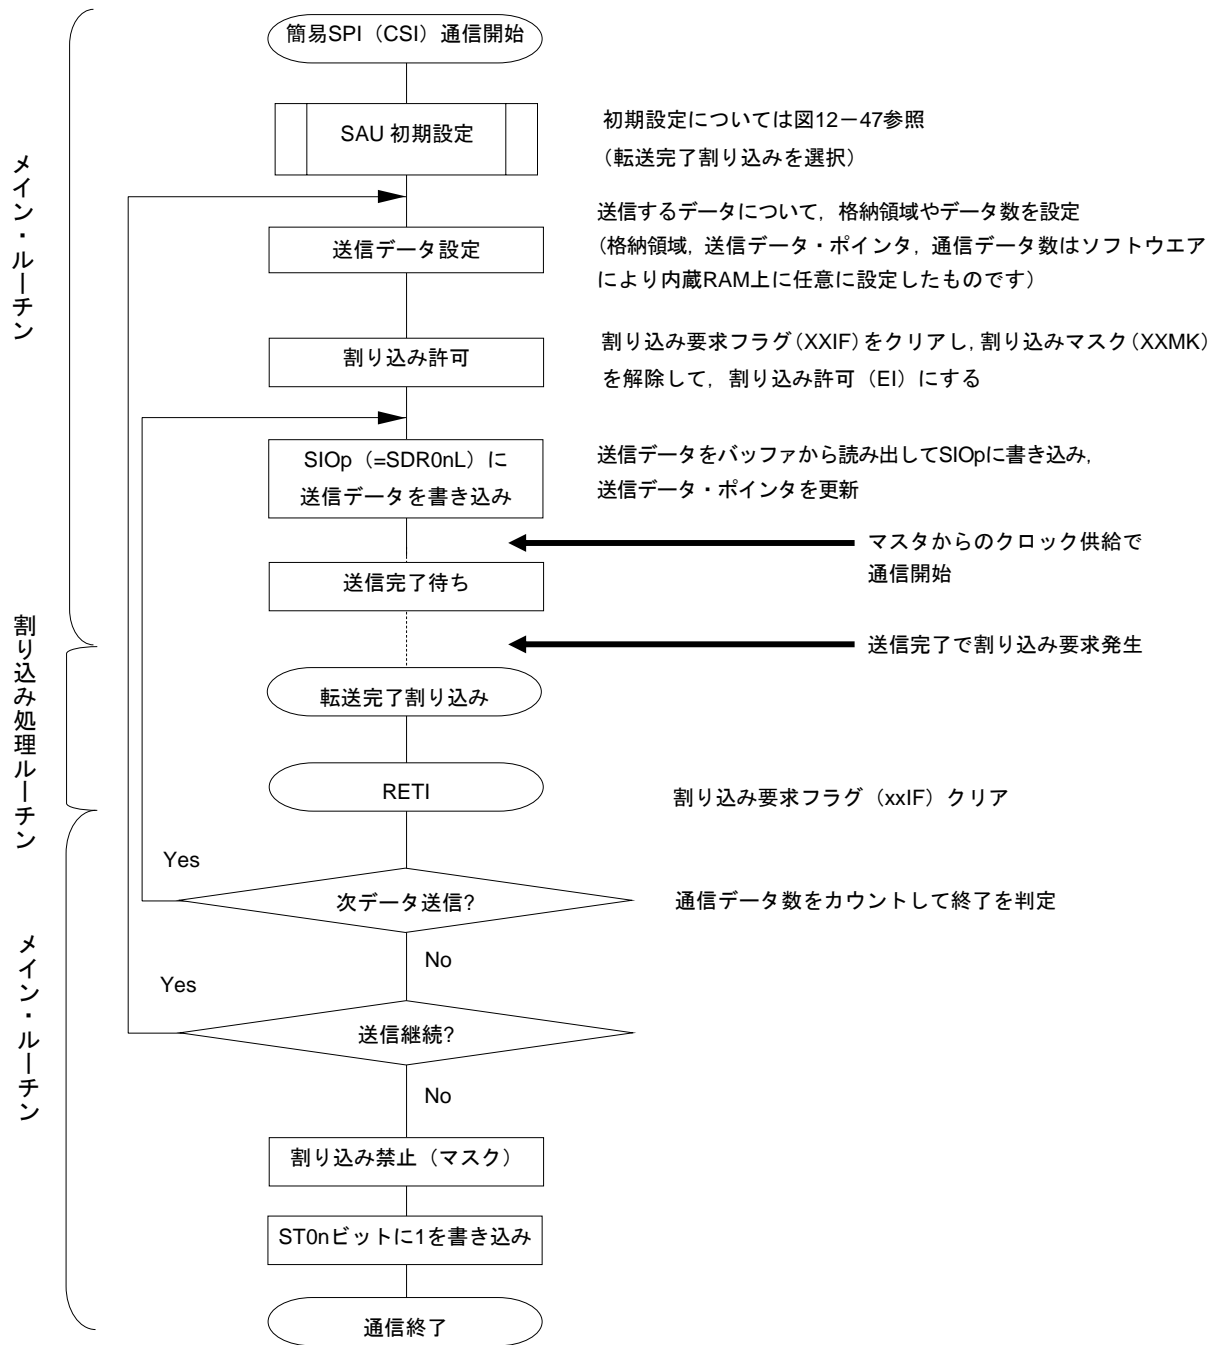 簡易SPI（CSI）通信開始
SAU 初期設定
初期設定については図12－47参照
（転送完了割り込みを選択）
メイン・ルーチン
送信データ設定
送信するデータについて，格納領域やデータ数を設定
（格納領域，送信データ・ポインタ，通信データ数はソフトウエア
により内蔵RAM上に任意に設定したものです）
割り込み許可
割り込み要求フラグ（XXIF）をクリアし，割り込みマスク（XXMK）
を解除して，割り込み許可（EI）にする
SIOp（=SDR0nL）に
送信データを書き込み
送信データをバッファから読み出してSIOpに書き込み，
送信データ・ポインタを更新
マスタからのクロック供給で
通信開始
送信完了待ち
送信完了で割り込み要求発生
割り込み処理ルーチン
転送完了割り込み
RETI
割り込み要求フラグ（xxIF）クリア
Yes
次データ送信?
通信データ数をカウントして終了を判定
No
メイン・ルーチン
Yes
送信継続?
No
割り込み禁止（マスク）
ST0nビットに1を書き込み
通信終了